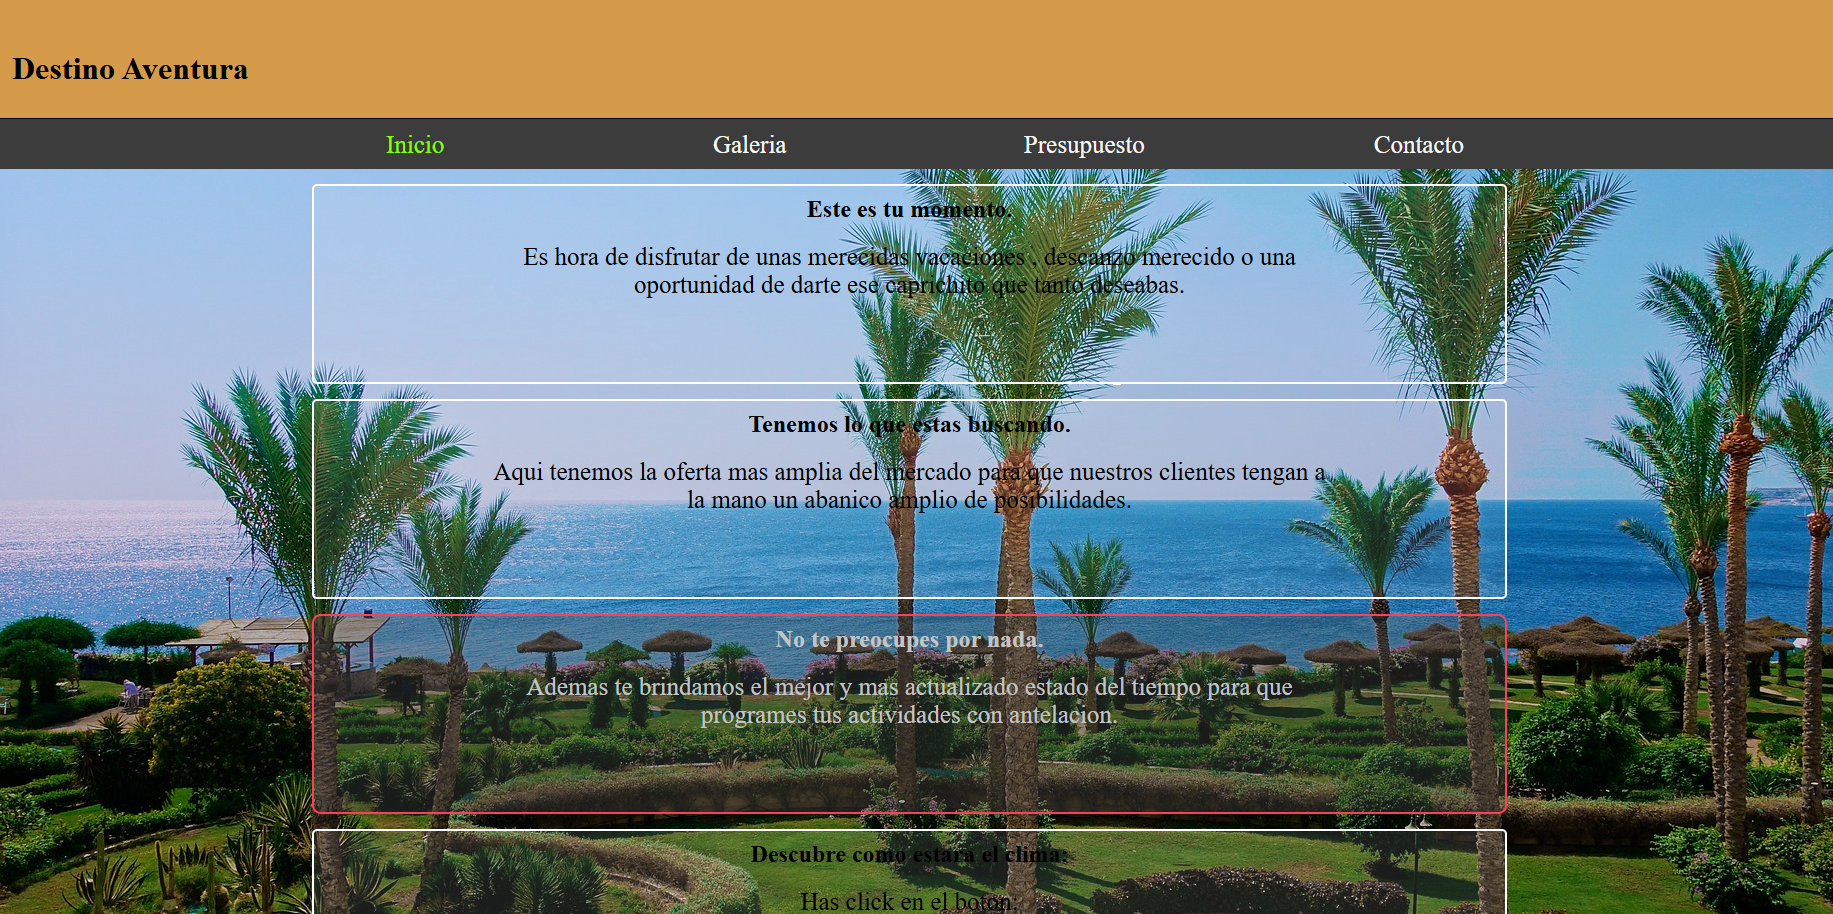 Destino Aventura
Inicio Galeria Presupuesto Contacto
Este es tu momento.
Es hora de disfrutar de unas merecidas vacaciones , descanzo merecido o una
oportunidad de darte ese caprichito que tanto deseabas.
Tenemos lo que estas buscando.
Aqui tenemos la oferta mas amplia del mercado para que nuestros clientes tengan a
la mano un abanico amplio de posibilidades.
No te preocupes por nada.
Ademas te brindamos el mejor y mas actualizado estado del tiempo para que
programes tus actividades con antelacion.
Descubre como estara el clima:
Has click en el boton: